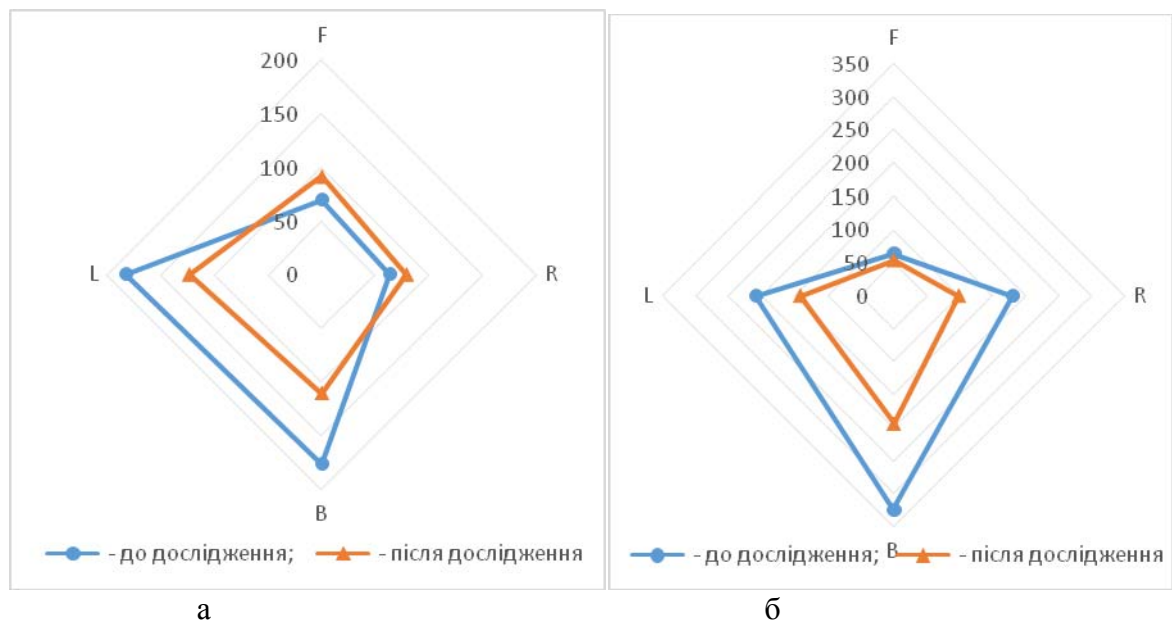 F
200
150
100
50
0
L
R
B
- до дослідження; - після дослідження
а
F
350
300
250
200
150
100
50
0
L
R
B
- до дослідження; - після дослідження
б